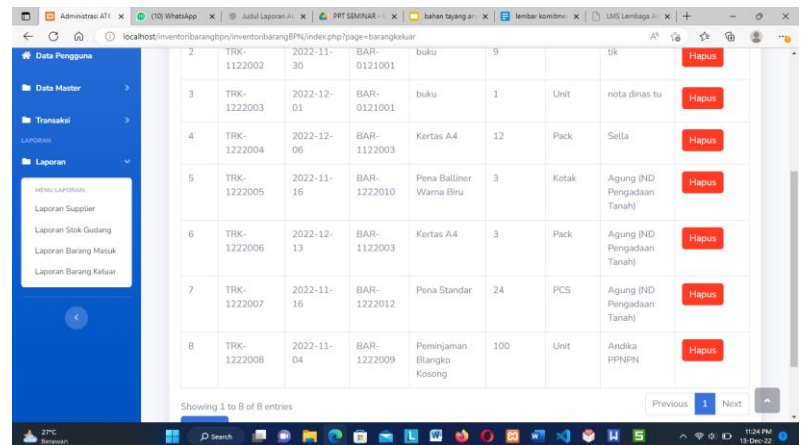 Administrasi ATK
(10) WhatsApp
Judul Laporan A
PPT SEMINAR - C
bahan tayang an
lembar komitme
LMS Lembaga A
localhost/inventoribarangbpn/inventoribarangBPN/index.php?page=barangkeluar
Data Pengguna
Data Master
Transaksi
LAPORAN
Laporan
MENU LAPORAN:
Laporan Supplier
Laporan Stok Gudang
Laporan Barang Masuk
Laporan Barang Keluar
2 TRK- 2022-11- BAR- buku 9 tik Hapus
1122002 30 0121001
3 TRK- 2022-12- BAR- buku 1 Unit nota dinas tu Hapus
1222003 01 0121001
4 TRK- 2022-12- BAR- Kertas A4 12 Pack Sella Hapus
1222004 06 1122003
5 TRK- 2022-11- BAR- Pena Balliner 3 Kotak Agung (ND Hapus
1222005 16 1222010 Warna Biru Pengadaan
Tanah)
6 TRK- 2022-12- BAR- Kertas A4 3 Pack Agung (ND Hapus
1222006 13 1122003 Pengadaan
Tanah)
7 TRK- 2022-11- BAR- Pena Standar 24 PCS Agung (ND Hapus
1222007 16 1222012 Pengadaan
Tanah)
8 TRK- 2022-11- BAR- Peminjaman 100 Unit Andika Hapus
1222008 04 1222009 Blangko PPNPN
Kosong
Showing 1 to 8 of 8 entries
Previous 1 Next
27°C
Berawan
Search
11:24 PM
13-Dec-22